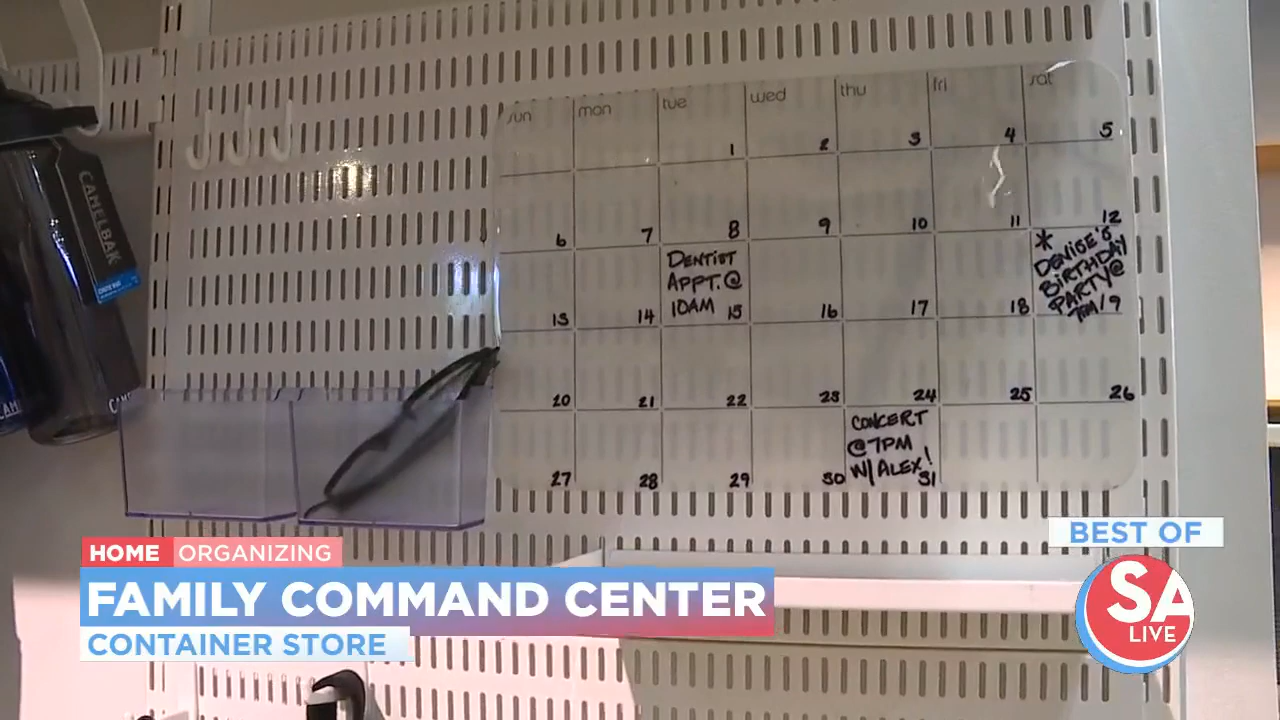 CAMELBAK
sun mon tue wed thu fri sat
1 2 3 4 5
6 7 8 9 10 11 12
DENTIST
APPT. @
10AM
* DENISE'S
BIRTHDAY
PARTY @
7PM!
13 14 15 16 17 18 19
20 21 22 23 24 25 26
CONCERT
@ 7PM
W/ ALEX!
27 28 29 30 31
BEST OF
SA
LIVE
HOME ORGANIZING
FAMILY COMMAND CENTER
CONTAINER STORE